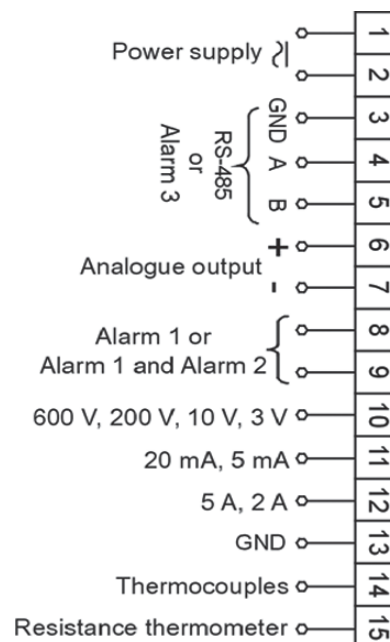 Power supply
1
2
GND
3
A
4
B
5
RS-485
or
Alarm 3
+
6
Analogue output
-
7
Alarm 1 or
8
Alarm 1 and Alarm 2
9
600 V, 200 V, 10 V, 3 V
10
20 mA, 5 mA
11
5 A, 2 A
12
GND
13
Thermocouples
14
Resistance thermometer
15